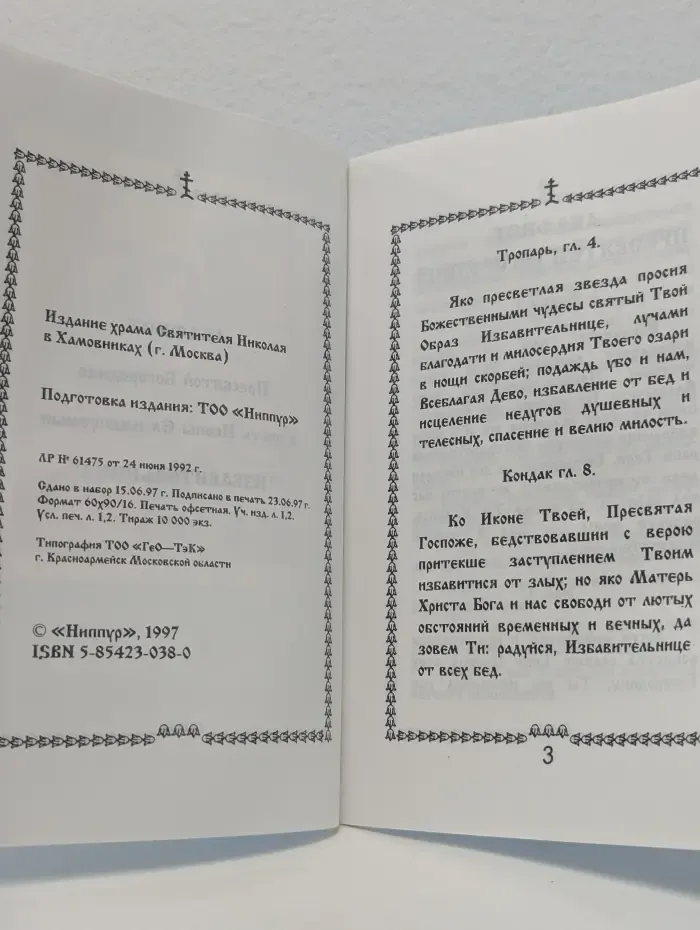 Издание храма Святителя Николая
в Хамовниках (г. Москва)
Подготовка издания: ТОО «Ниппур»
ЛР № 61475 от 24 июня 1992 г.
Сдано в набор 15.06.97 г. Подписано в печать 23.06.97 г.
Формат 60х90/16. Печать офсетная. Уч. изд. л. 1,2.
Усл. печ. л. 1,2. Тираж 10 000 экз.
Типография ТОО «ГеО—ТэК»
г. Красноармейск Московской области
© «Ниппур», 1997
ISBN 5-85423-038-0
Тропарь, гл. 4.
Яко пресветлая звезда просия
Божественными чудесы святый Твой
Образ Избавительнице, лучами
благодати и милосердия Твоего озари
в нощи скорбей; подаждь убо и нам,
Всеблагая Дево, избавление от бед и
исцеление недугов душевных и
телесных, спасение и велию милость.
Кондак гл. 8.
Ко Иконе Твоей, Пресвятая
Госпоже, бедствовавшии с верою
притекше заступлением Твоим
избавитися от злых; но яко Матерь
Христа Бога и нас свободи от лютых
обстояний временных и вечных, да
зовем Ти: радуйся, Избавительнице
от всех бед.
3